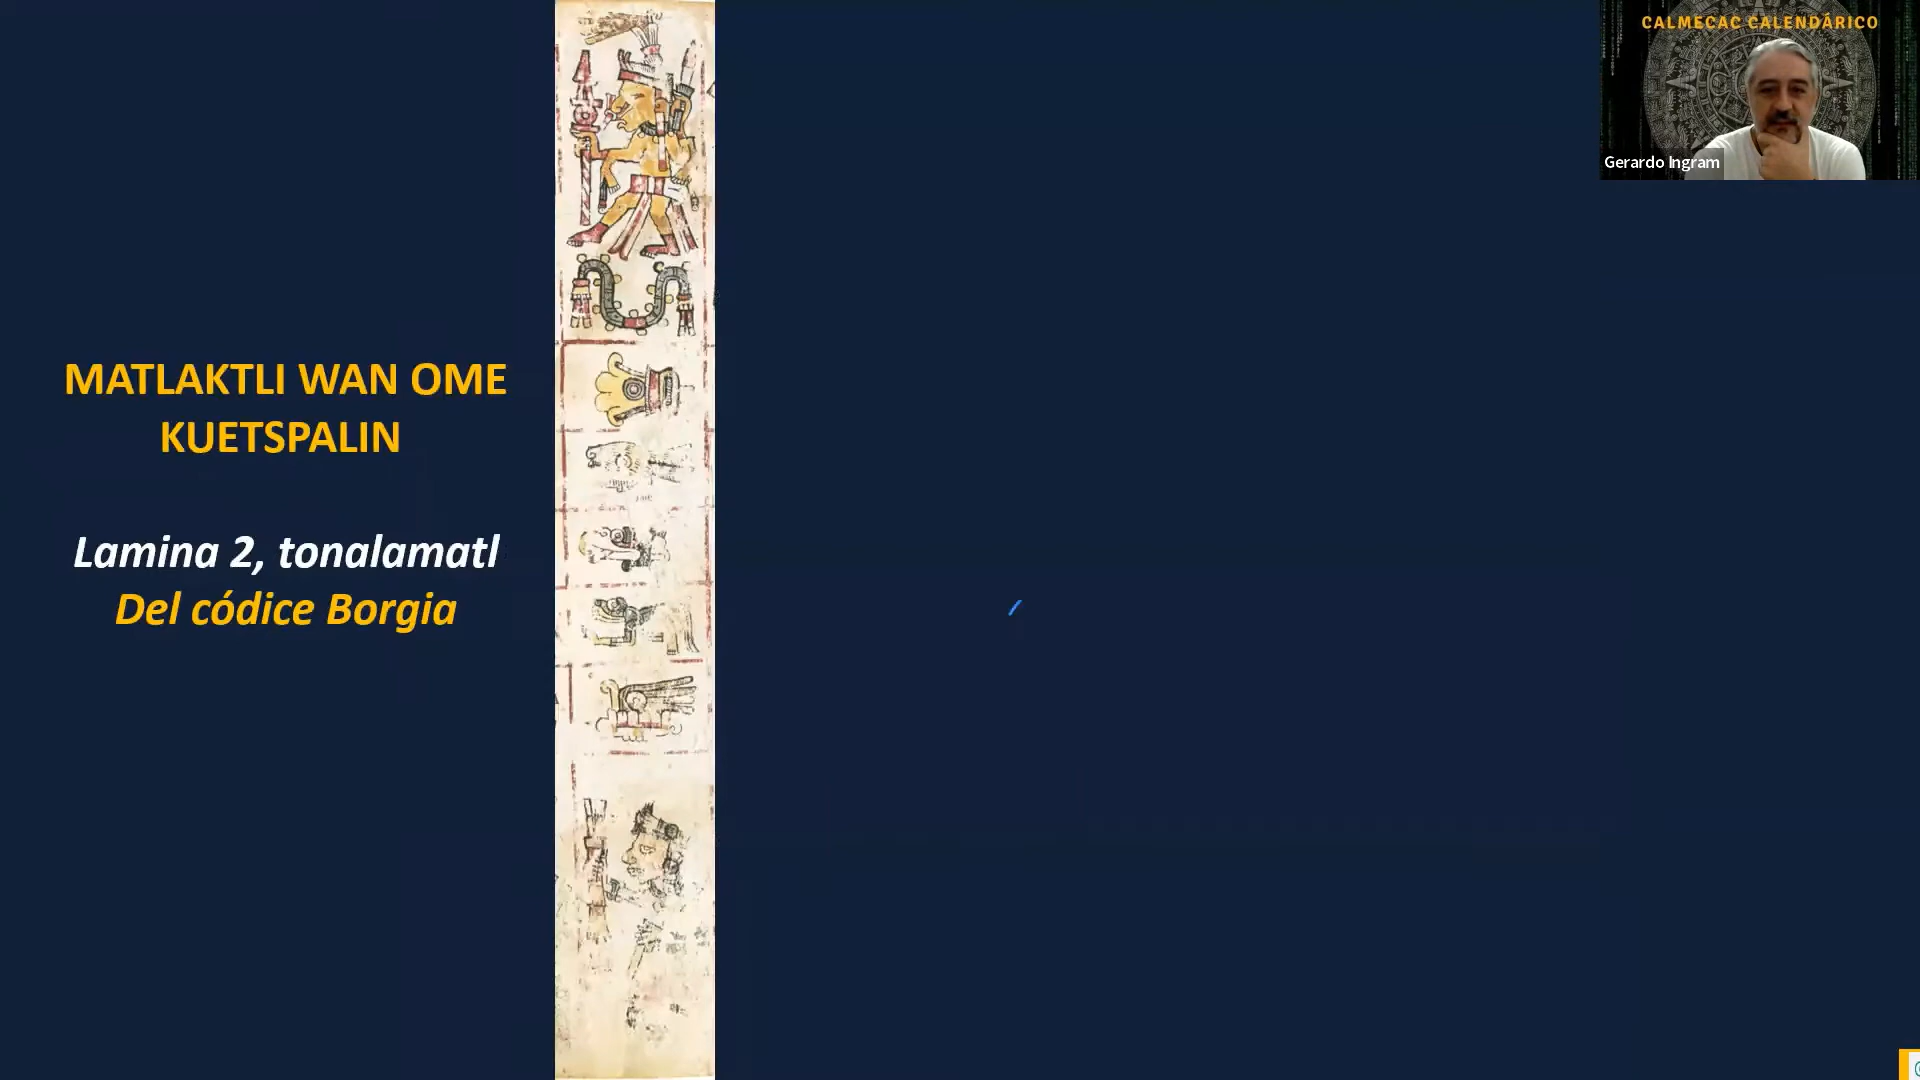 CALMECAC CALENDÁRICO
Gerardo Ingram
MATLAKTLI WAN OME
KUETSPALIN
Lamina 2, tonalamatl
Del códice Borgia